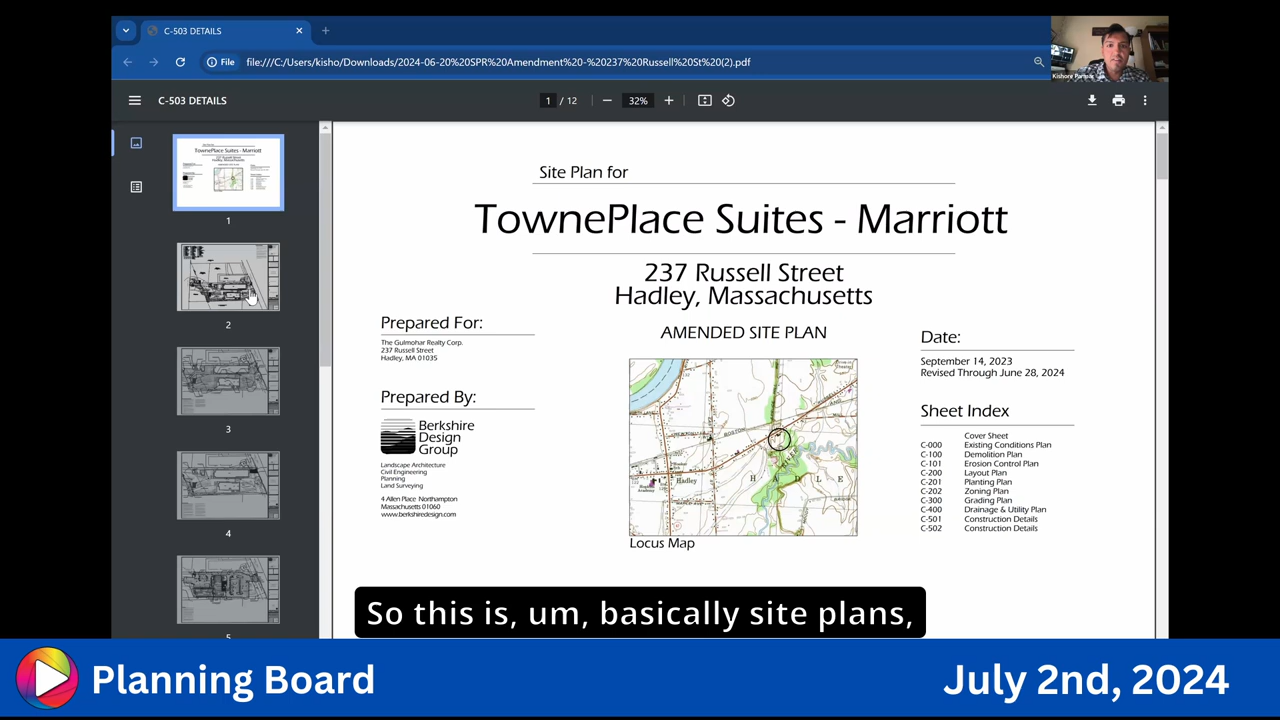 C-503 DETAILS
File
file:///C:/Users/kisho/Downloads/2024-06-20%20SPR%20Amendment%20-%20237%20Russell%20St%20(2).pdf
Kishore Parmar
C-503 DETAILS
1 / 12
32%
1
2
3
4
5
Site Plan for
TownePlace Suites - Marriott
237 Russell Street
Hadley, Massachusetts
AMENDED SITE PLAN
Prepared For:
The Gulmohar Realty Corp.
237 Russell Street
Hadley, MA 01035
Prepared By:
Berkshire
Design
Group
Landscape Architecture
Civil Engineering
Planning
Land Surveying
4 Allen Place Northampton
Massachusetts 01060
www.berkshiredesign.com
Hadley
H A D L E
Locus Map
Date:
September 14, 2023
Revised Through June 28, 2024
Sheet Index
Cover Sheet
C-000 Existing Conditions Plan
C-100 Demolition Plan
C-101 Erosion Control Plan
C-200 Layout Plan
C-201 Planting Plan
C-202 Zoning Plan
C-300 Grading Plan
C-400 Drainage & Utility Plan
C-501 Construction Details
C-502 Construction Details
So this is, um, basically site plans,
Planning Board
July 2nd, 2024